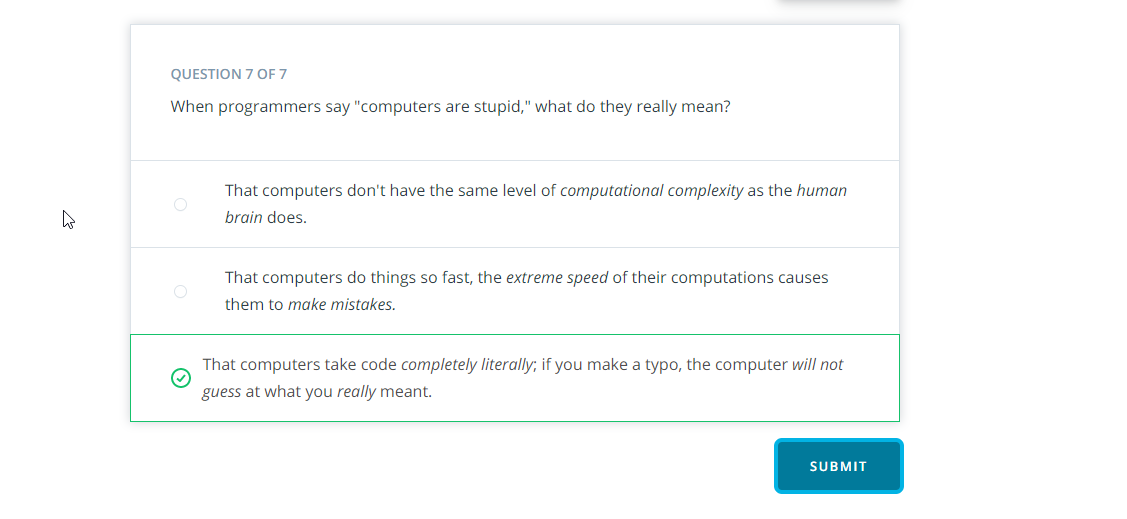 QUESTION 7 OF 7
When programmers say "computers are stupid," what do they really mean?
That computers don't have the same level of computational complexity as the human
brain does.
That computers do things so fast, the extreme speed of their computations causes
them to make mistakes.
That computers take code completely literally; if you make a typo, the computer will not
guess at what you really meant.
SUBMIT